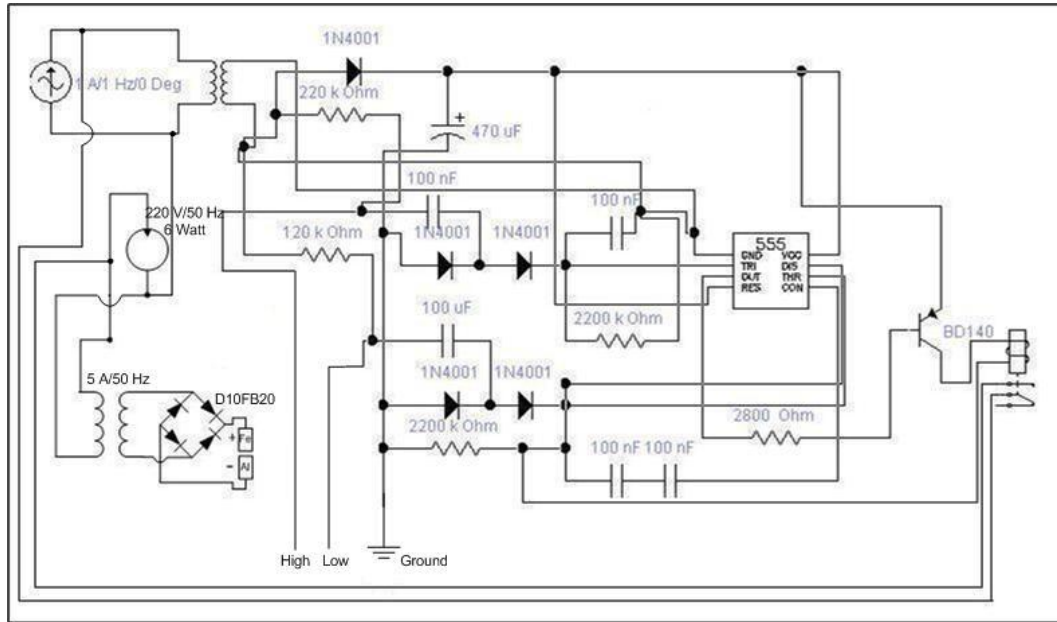 1N4001
1 A/1 Hz/0 Deg
220 k Ohm
470 uF
100 nF
100 nF
220 V/50 Hz
6 Watt
120 k Ohm
1N4001
1N4001
555
GND VCC
TRI DIS
OUT THR
RES CON
100 uF
2200 k Ohm
BD140
1N4001
1N4001
5 A/50 Hz
D10FB20
+ Fe
- Al
2200 k Ohm
2800 Ohm
100 nF
100 nF
High
Low
Ground
+